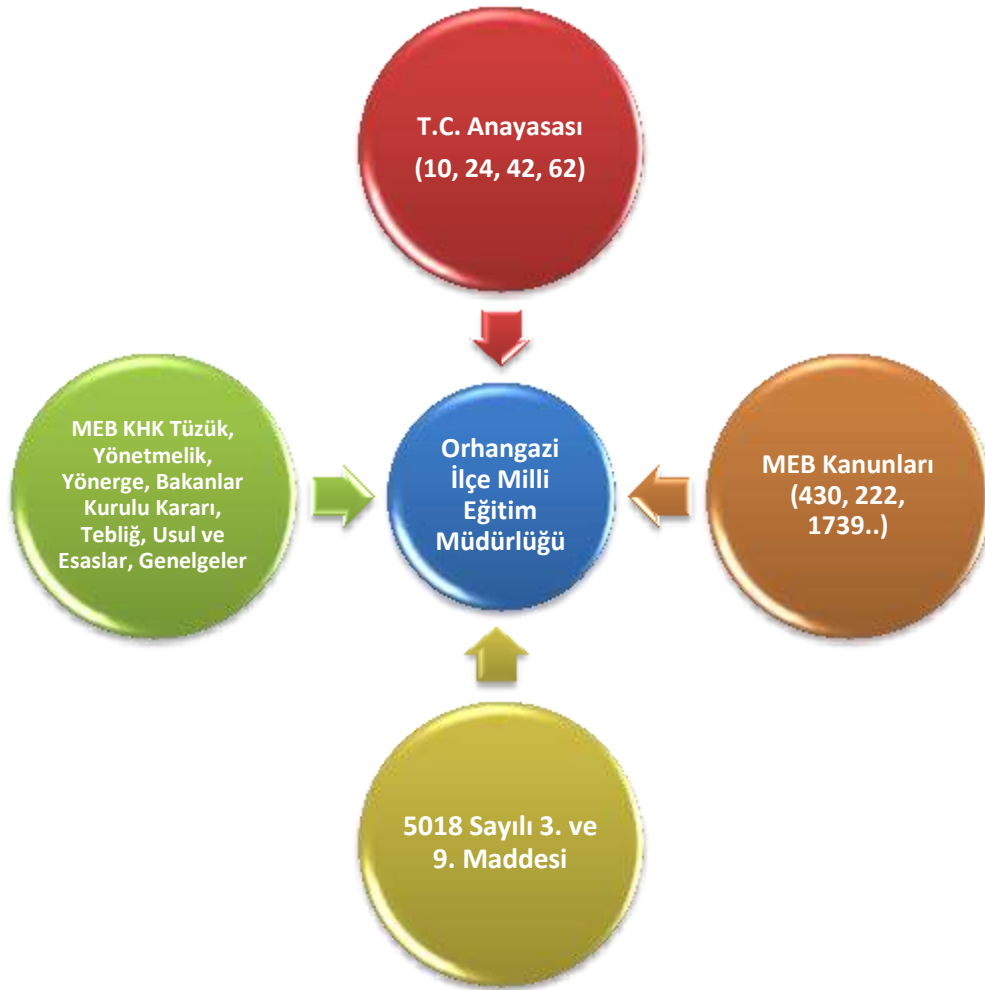 T.C. Anayasası
(10, 24, 42, 62)
MEB KHK Tüzük,
Yönetmelik,
Yönerge, Bakanlar
Kurulu Kararı,
Tebliğ, Usul ve
Esaslar, Genelgeler
Orhangazi
İlçe Milli
Eğitim
Müdürlüğü
MEB Kanunları
(430, 222,
1739..)
5018 Sayılı 3. ve
9. Maddesi